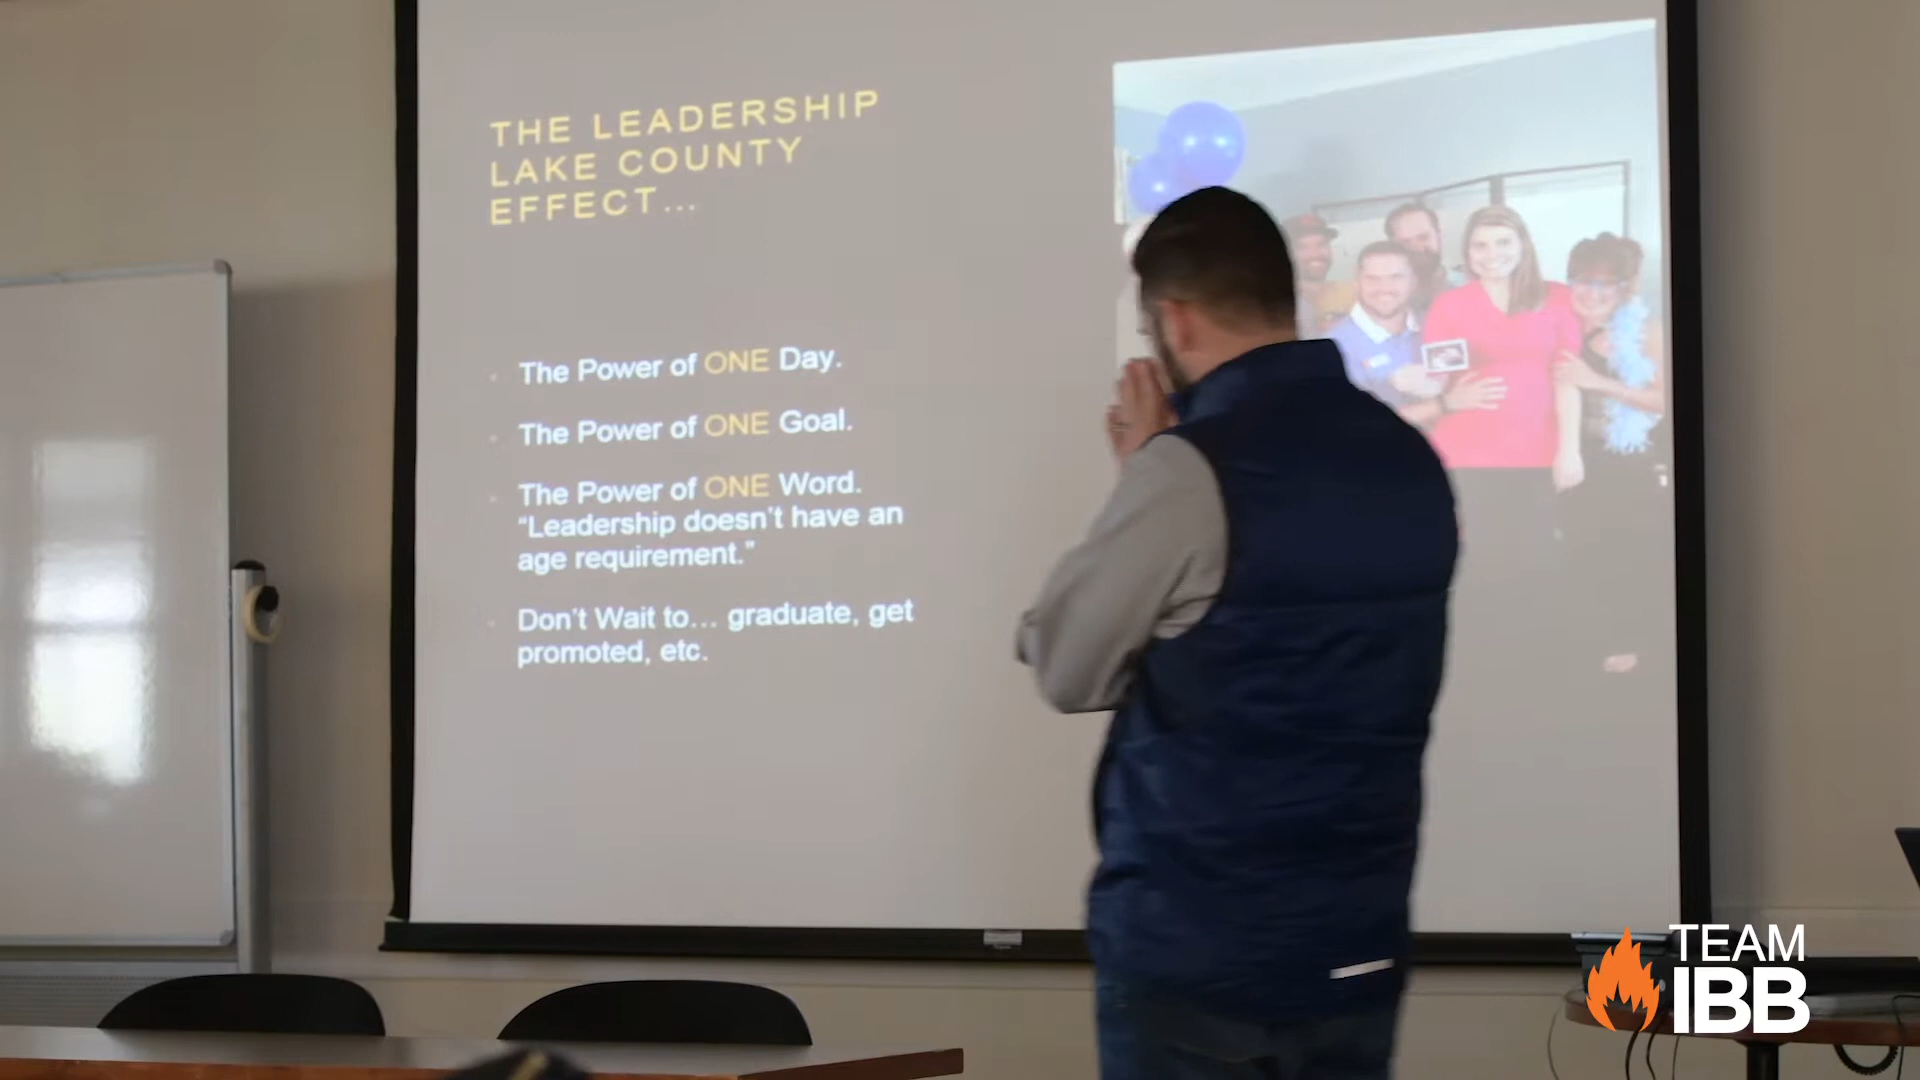 THE LEADERSHIP
LAKE COUNTY
EFFECT...
The Power of ONE Day.
The Power of ONE Goal.
The Power of ONE Word.
“Leadership doesn’t have an
age requirement.”
Don’t Wait to... graduate, get
promoted, etc.
TEAM
IBB